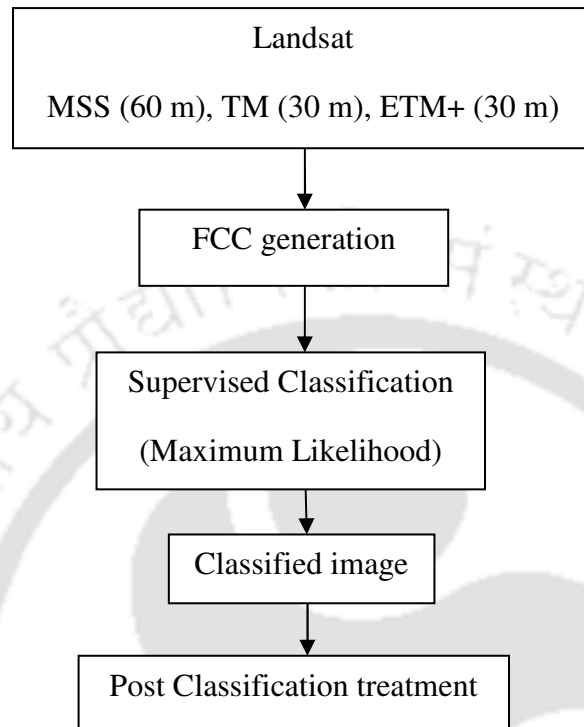 Landsat
MSS (60 m), TM (30 m), ETM+ (30 m)
FCC generation
Supervised Classification
(Maximum Likelihood)
Classified image
Post Classification treatment